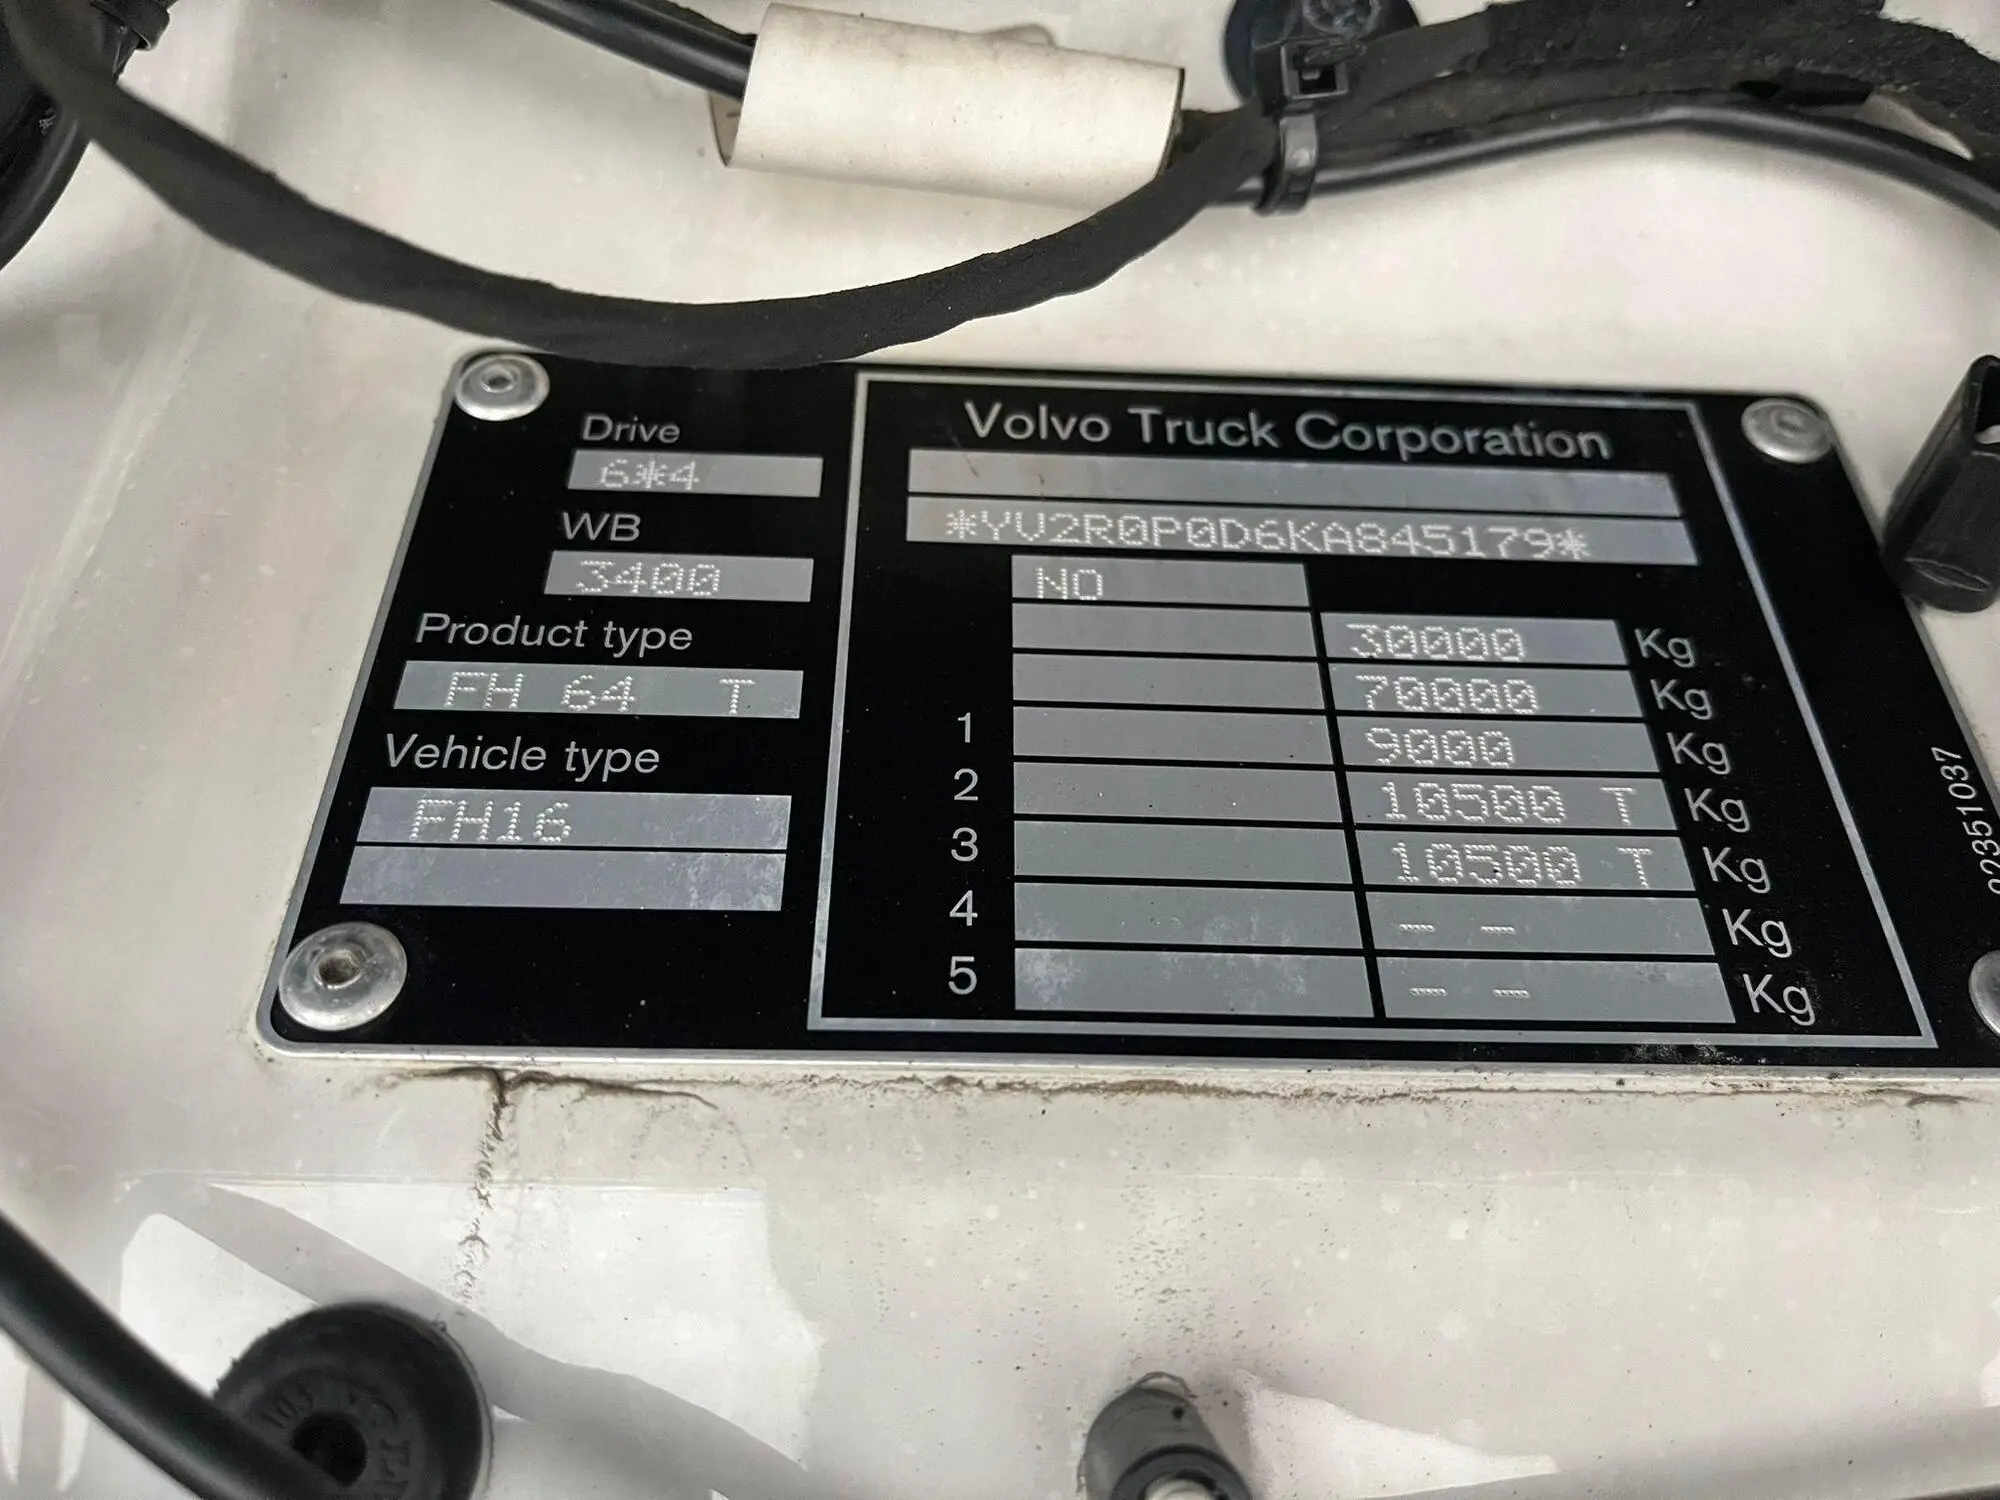 Drive
6*4
WB
3400
Product type
FH 64 T
Vehicle type
FH16
Volvo Truck Corporation
*YV2R0P0D6KA845179*
NO
30000 Kg
70000 Kg
1 9000 Kg
2 10500 T Kg
3 10500 T Kg
4 - - Kg
5 - - Kg
82351037